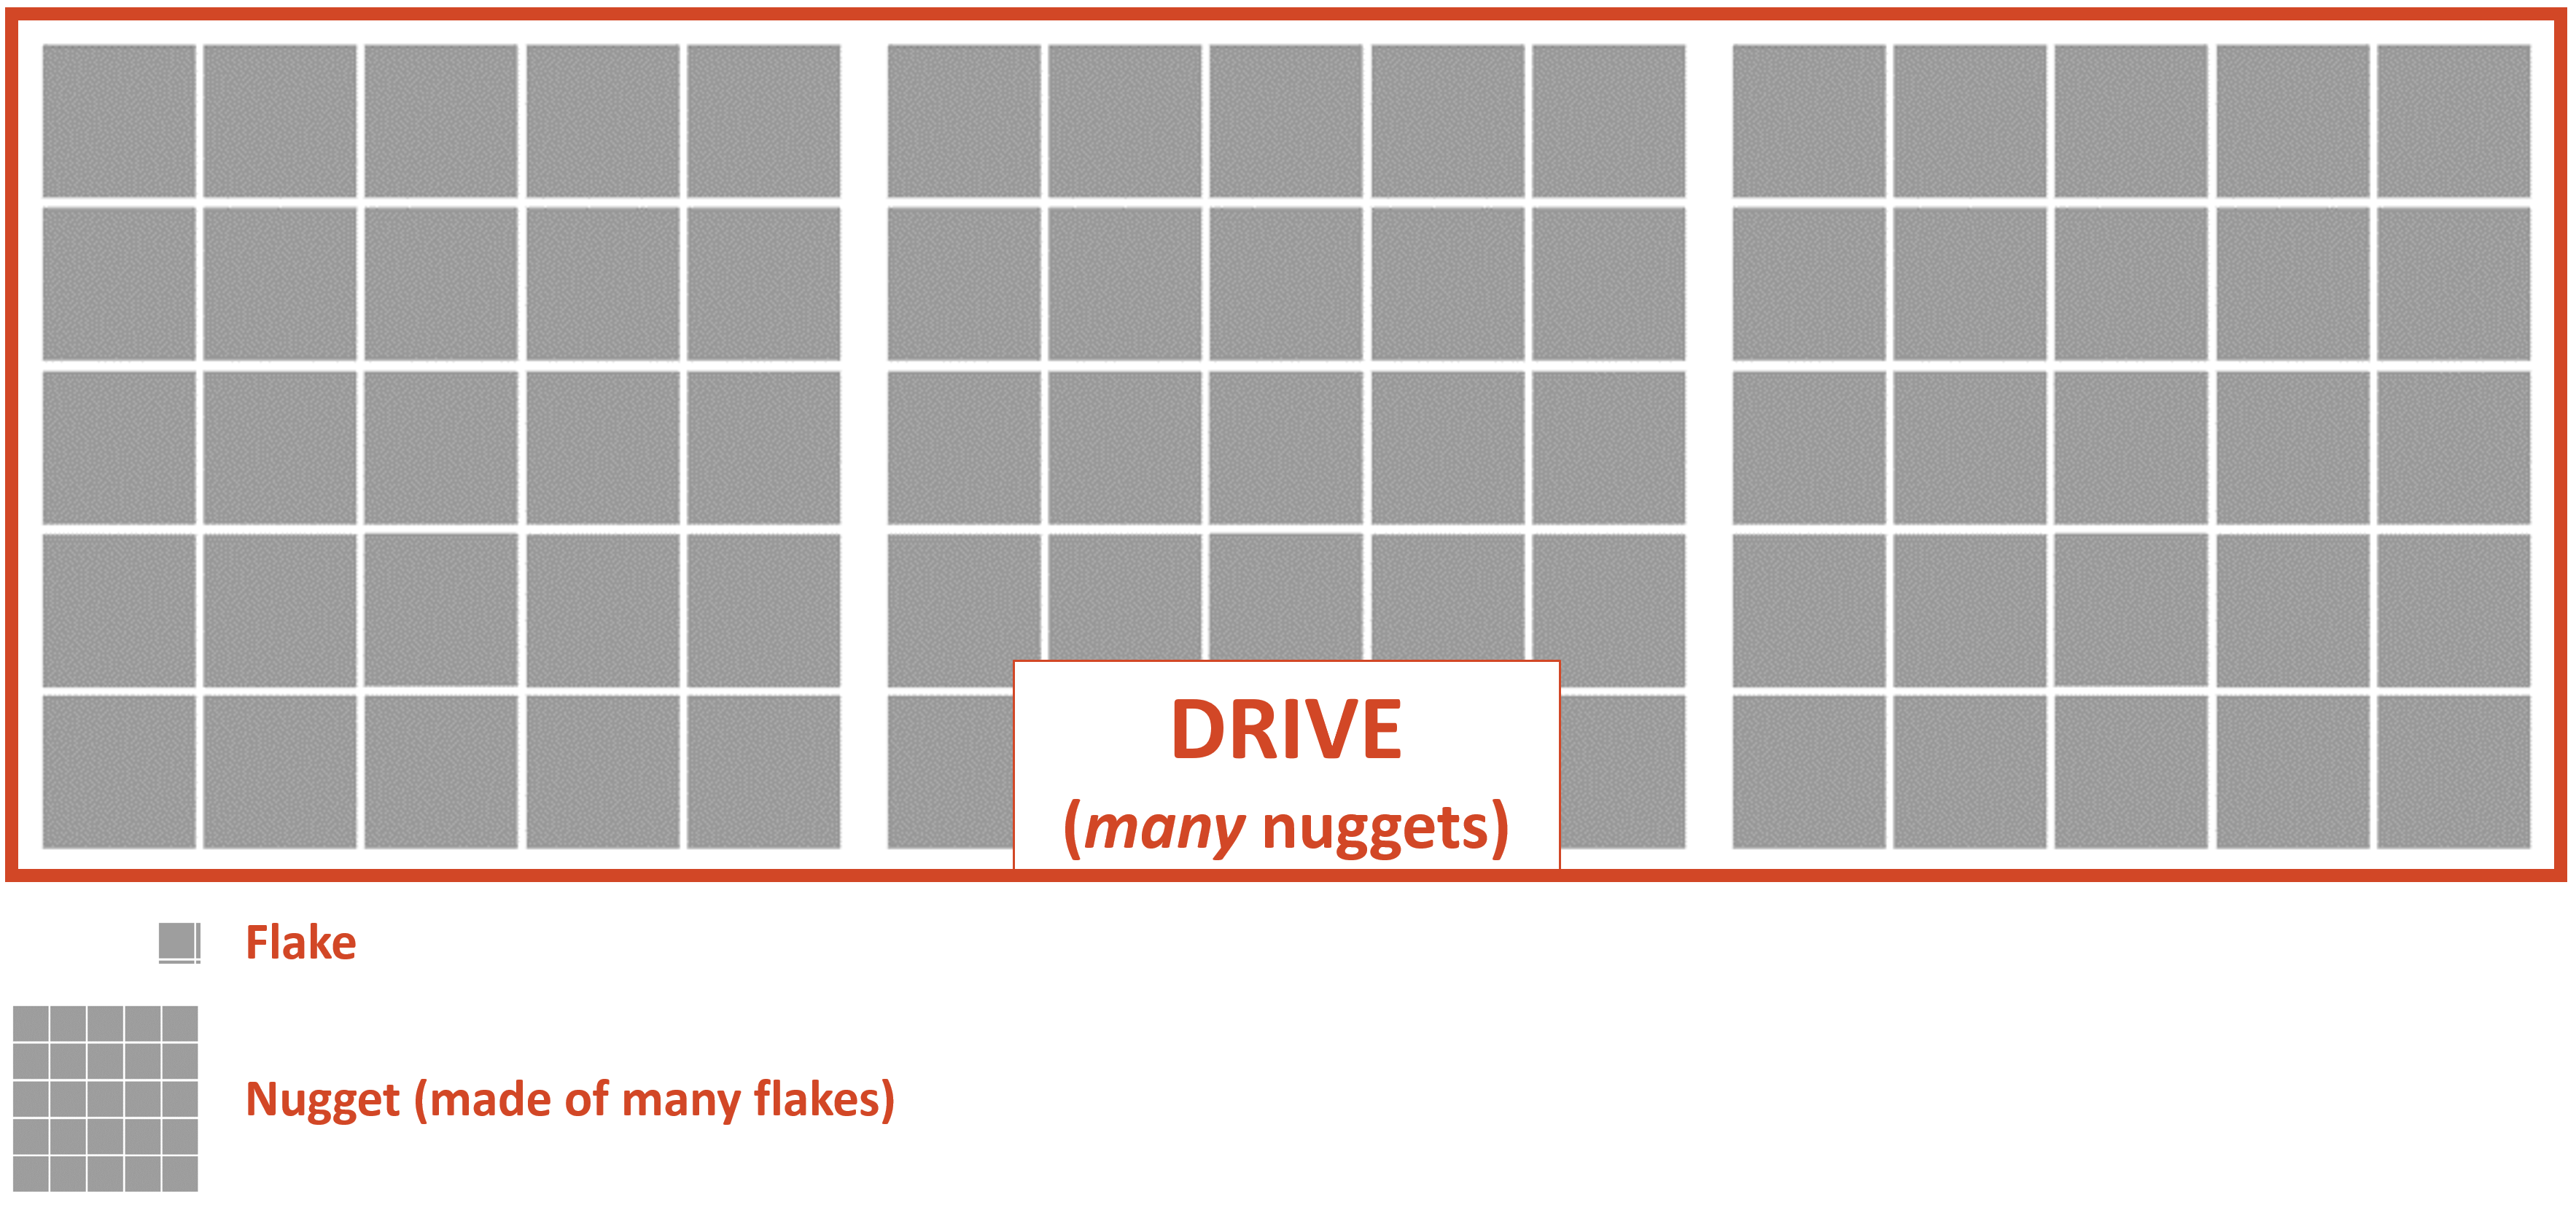 DRIVE
(many nuggets)
Flake
Nugget (made of many flakes)